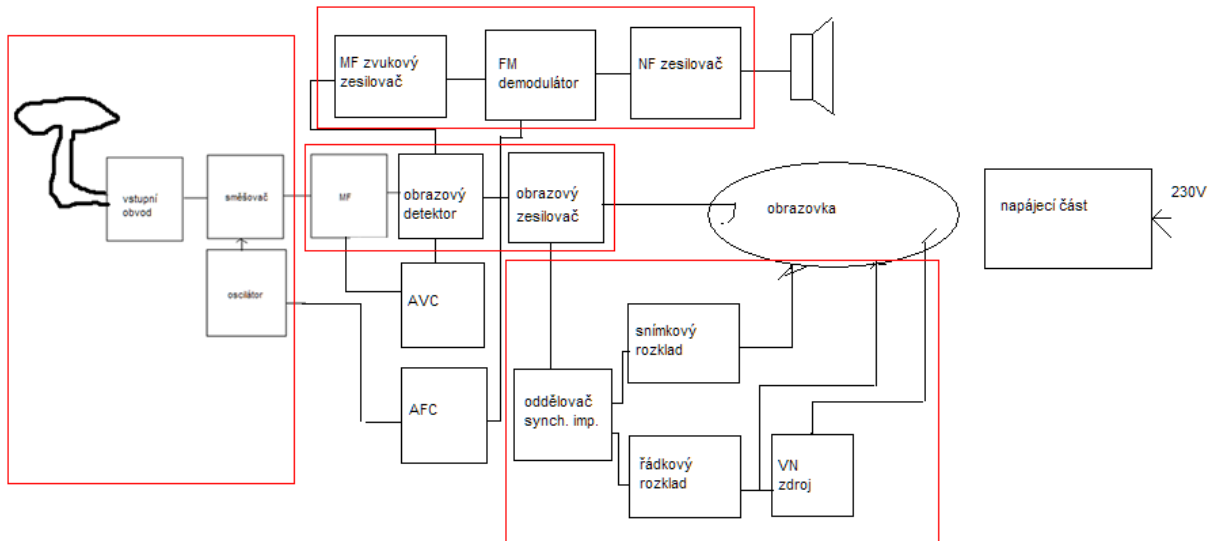 MF zvukový
zesilovač
FM
demodulátor
NF zesilovač
vstupní
obvod
směšovač
MF
obrazový
detektor
obrazový
zesilovač
obrazovka
napájecí část
230V
oscilátor
AVC
AFC
snímkový
rozklad
oddělovač
synch. imp.
řádkový
rozklad
VN
zdroj